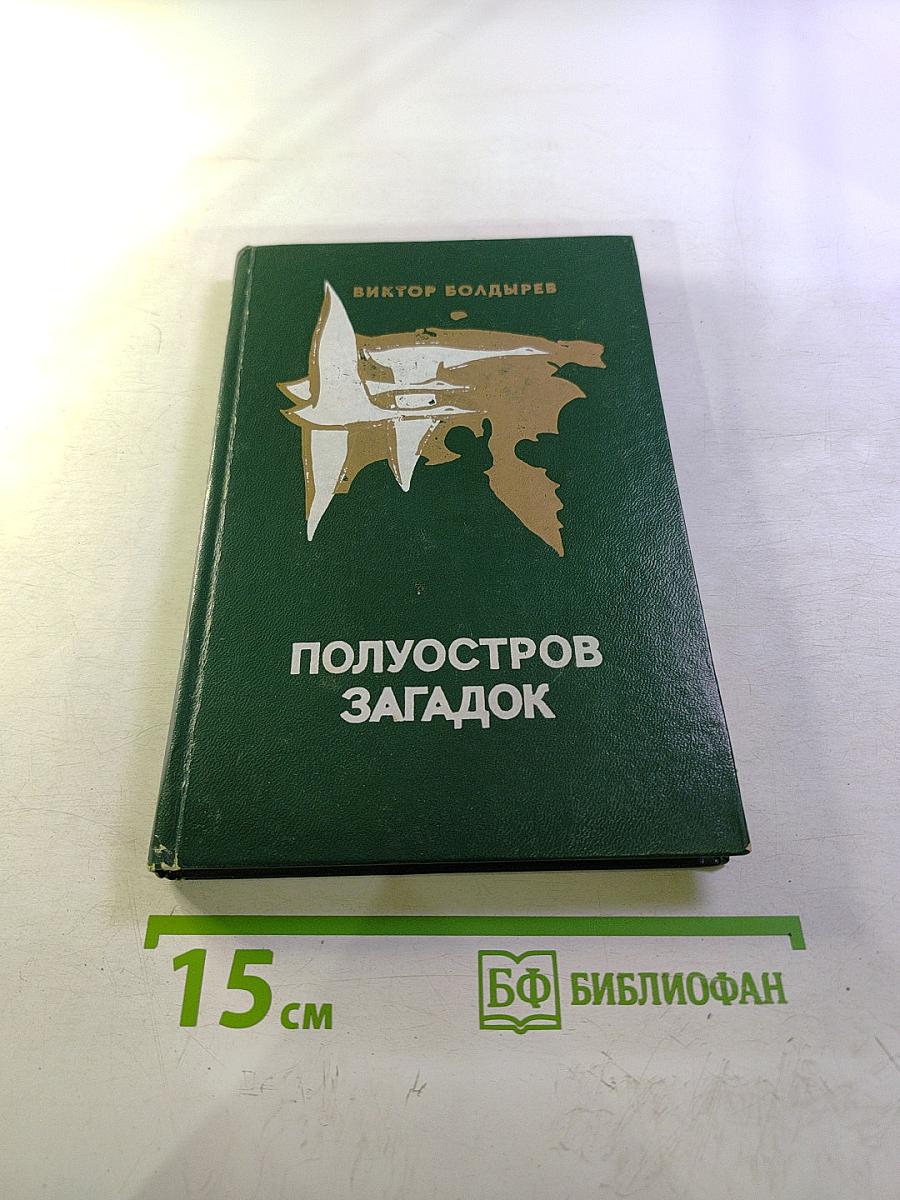 ВИКТОР БОЛДЫРЕВ
ПОЛУОСТРОВ
ЗАГАДОК
15 см
БФ БИБЛИОФАН